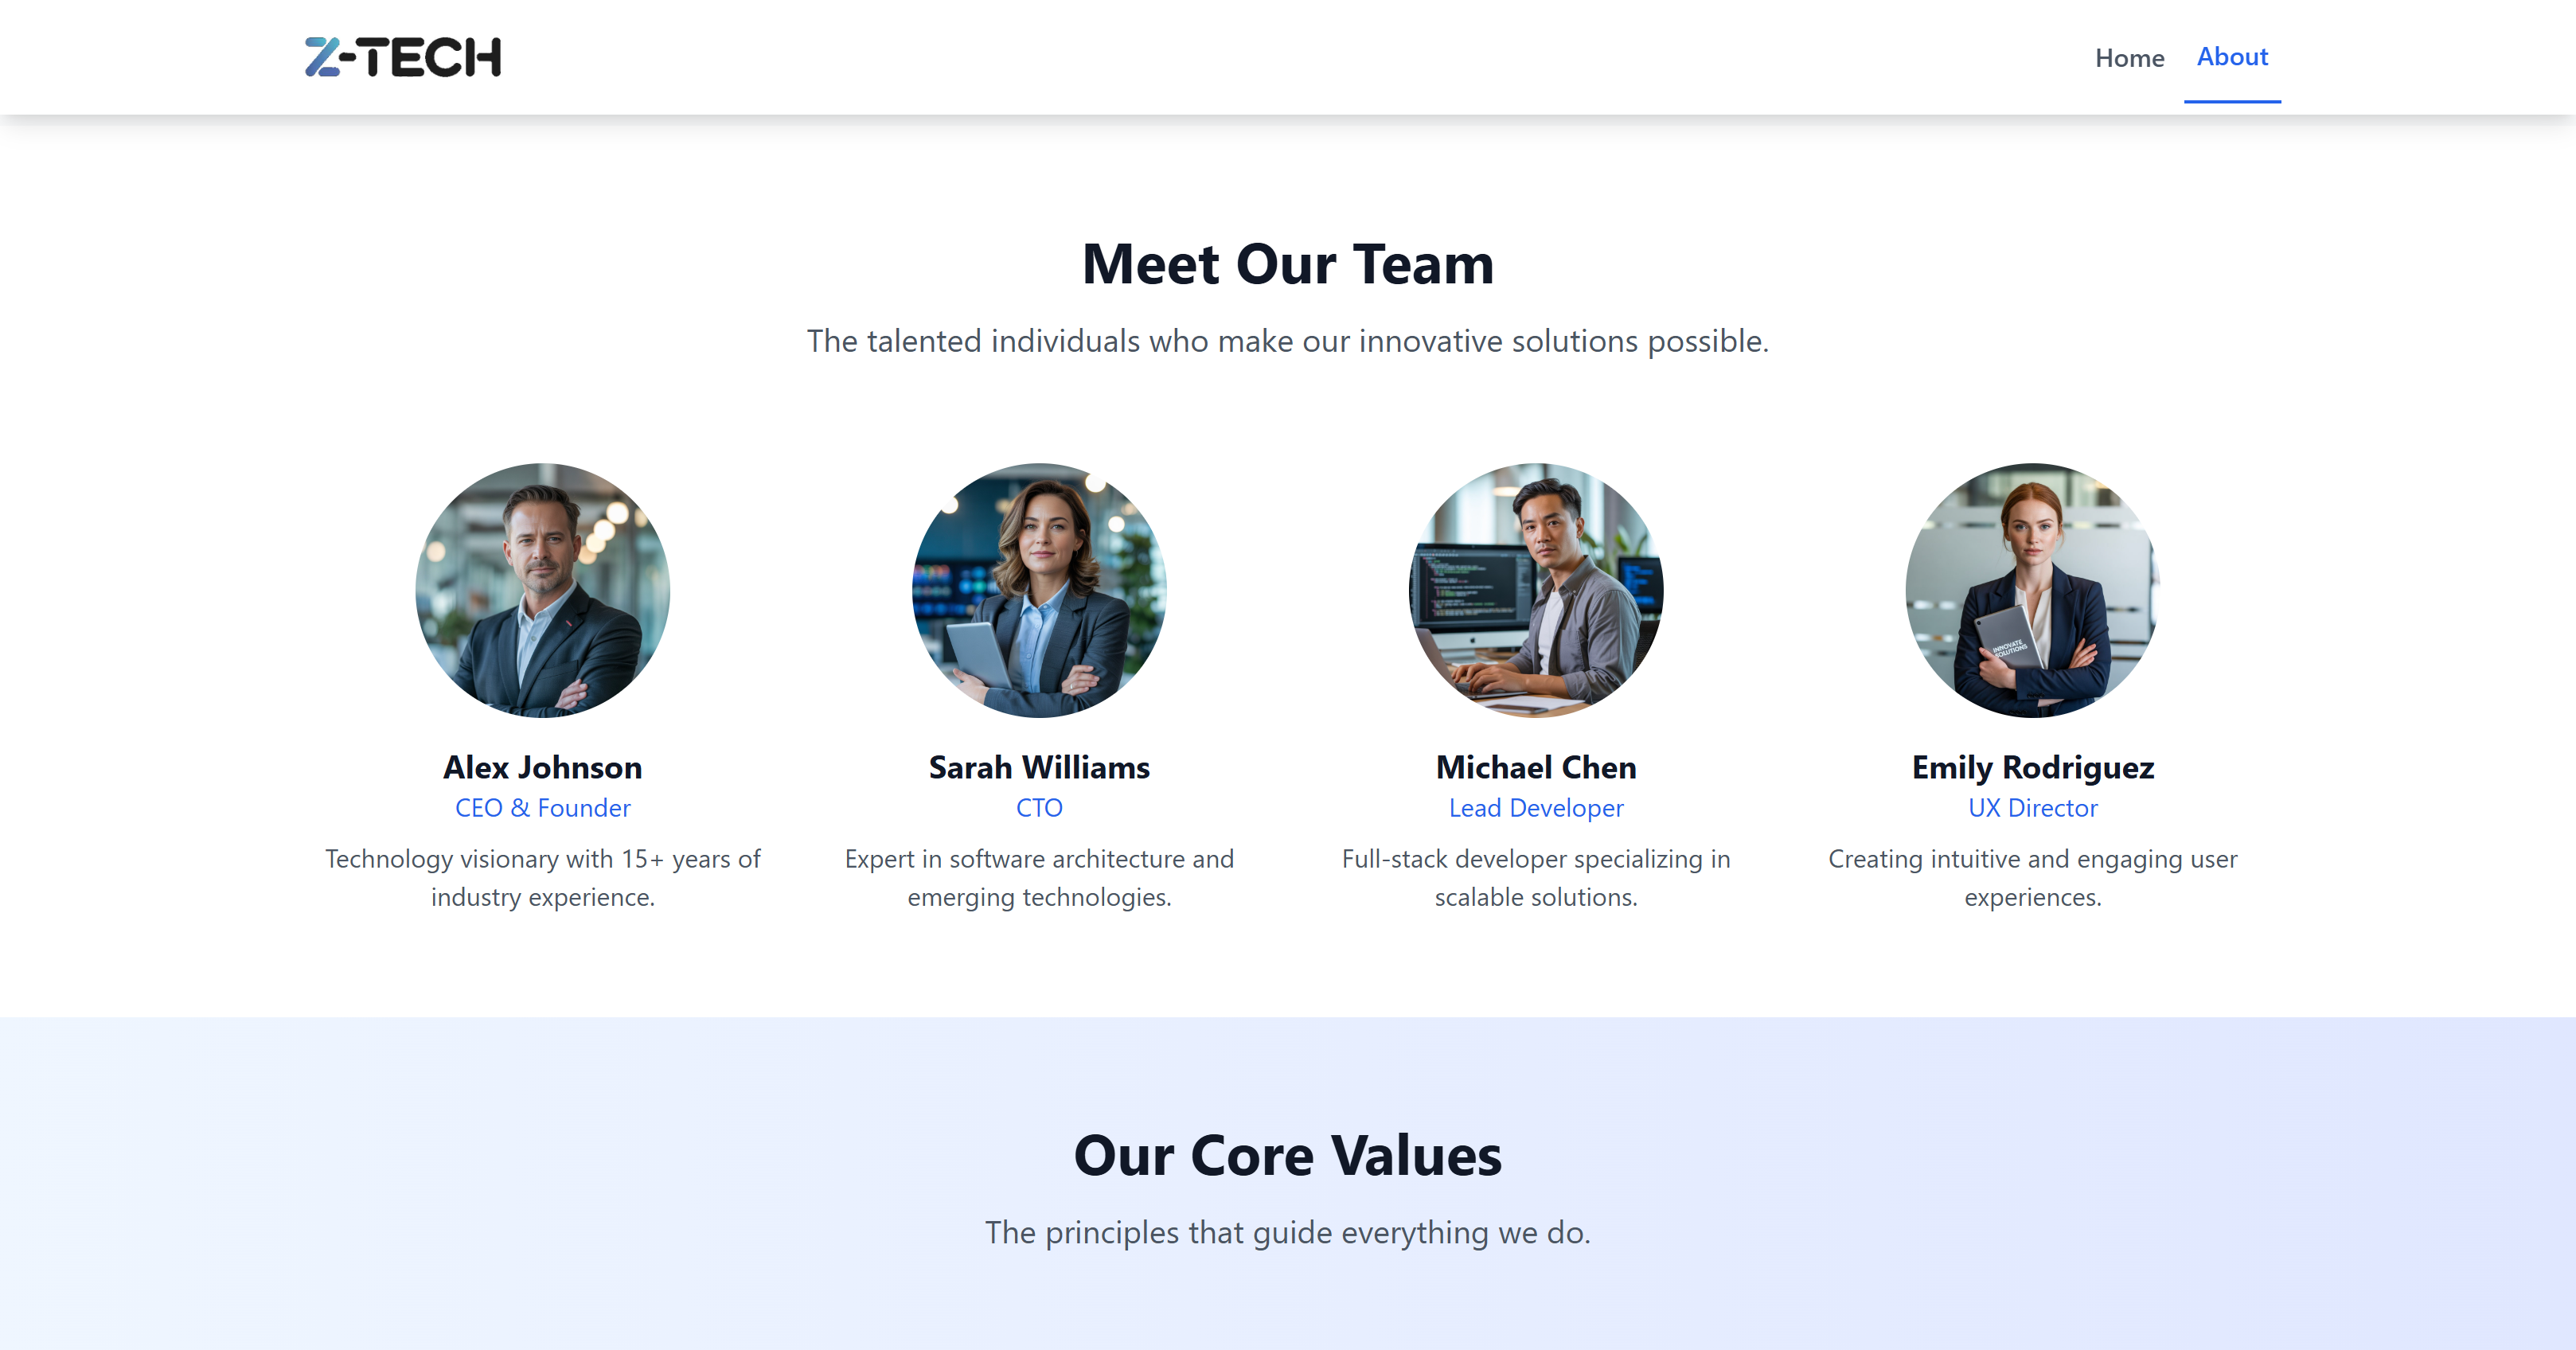 Z-TECH
Home
About
Meet Our Team
The talented individuals who make our innovative solutions possible.
INNOVATE
SOLUTIONS
Alex Johnson
CEO & Founder
Technology visionary with 15+ years of
industry experience.
Sarah Williams
CTO
Expert in software architecture and
emerging technologies.
Michael Chen
Lead Developer
Full-stack developer specializing in
scalable solutions.
Emily Rodriguez
UX Director
Creating intuitive and engaging user
experiences.
Our Core Values
The principles that guide everything we do.